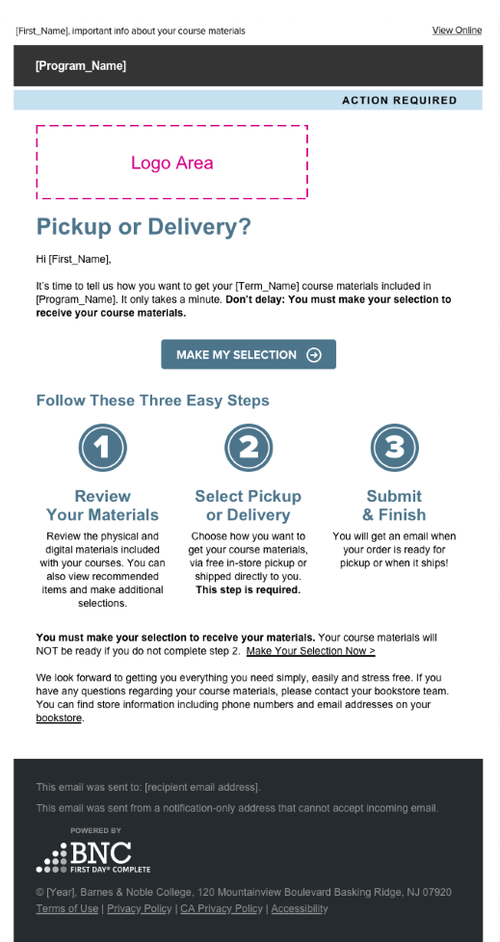 [First_Name], important info about your course materials
View Online
[Program_Name]
ACTION REQUIRED
Logo Area
Pickup or Delivery?
Hi [First_Name],
It's time to tell us how you want to get your [Term_Name] course materials included in
[Program_Name]. It only takes a minute. Don't delay: You must make your selection to
receive your course materials.
MAKE MY SELECTION
Follow These Three Easy Steps
1
Review
Your Materials
Review the physical and
digital materials included
with your courses. You can
also view recommended
items and make additional
selections.
2
Select Pickup
or Delivery
Choose how you want to
get your course materials,
via free in-store pickup or
shipped directly to you.
This step is required.
3
Submit
& Finish
You will get an email when
your order is ready for
pickup or when it ships!
You must make your selection to receive your materials. Your course materials will
NOT be ready if you do not complete step 2. Make Your Selection Now >
We look forward to getting you everything you need simply, easily and stress free. If you
have any questions regarding your course materials, please contact your bookstore team.
You can find store information including phone numbers and email addresses on your
bookstore.
This email was sent to: [recipient email address].
This email was sent from a notification-only address that cannot accept incoming email.
POWERED BY
BNC
FIRST DAY® COMPLETE
© [Year], Barnes & Noble College, 120 Mountainview Boulevard Basking Ridge, NJ 07920
Terms of Use | Privacy Policy | CA Privacy Policy | Accessibility